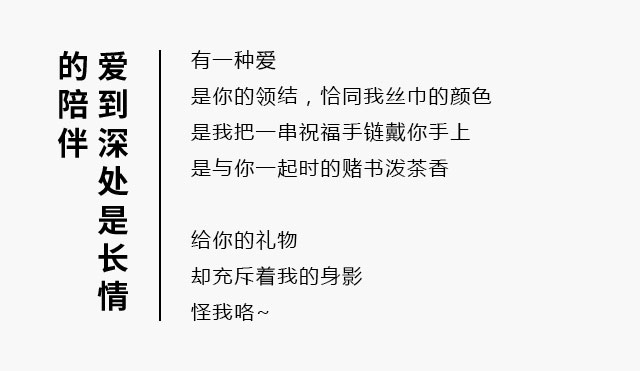 爱到深处是长情
的陪伴
有一种爱
是你的领结，恰同我丝巾的颜色
是我把一串祝福手链戴你手上
是与你一起时的赌书泼茶香
给你的礼物
却充斥着我的身影
怪我咯~